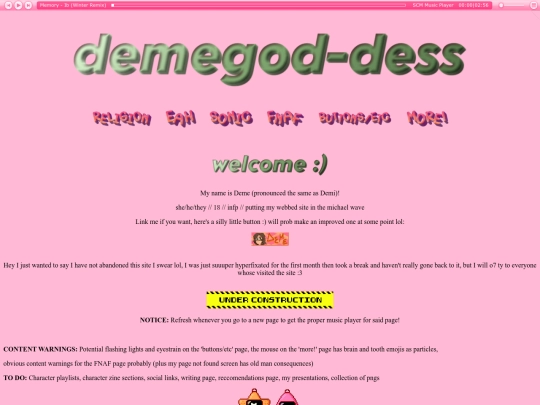 Memory - Bl (Winter Remix)
SCM Music Player
00:00|02:50
demegod-dess
RELIGION EAH SONIC FNAF BUTTONS/ETC MORE!
welcome :)
My name is Deme (pronounced the same as Demi)!
she/he/they // 18 // infp // putting my webbed site in the michael wave
Link me if you want, here's a silly little button :) will prob make an improved one at some point lol:
DEME
Hey I just wanted to say I have not abandoned this site I swear lol, I was just suuuper hyperfixated for the first month then took a break and haven't really gone back to it, but I will o7 ty to everyone
whose visited the site :3
UNDER CONSTRUCTION
NOTICE: Refresh whenever you go to a new page to get the proper music player for said page!
CONTENT WARNINGS: Potential flashing lights and eyestrain on the 'buttons/etc' page, the mouse on the 'more!' page has brain and tooth emojis as particles,
obvious content warnings for the FNAF page probably (plus my page not found screen has old man consequences)
TO DO: Character playlists, character zine sections, social links, writing page, reccomendations page, my presentations, collection of pngs